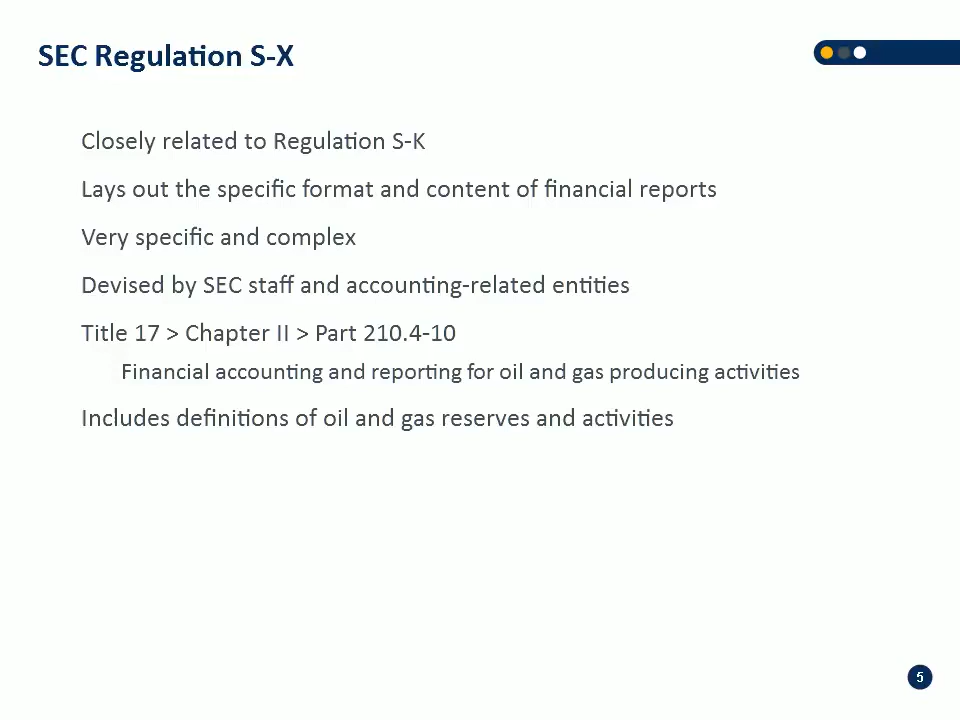 SEC Regulation S-X
Closely related to Regulation S-K
Lays out the specific format and content of financial reports
Very specific and complex
Devised by SEC staff and accounting-related entities
Title 17 > Chapter II > Part 210.4-10
Financial accounting and reporting for oil and gas producing activities
Includes definitions of oil and gas reserves and activities
5